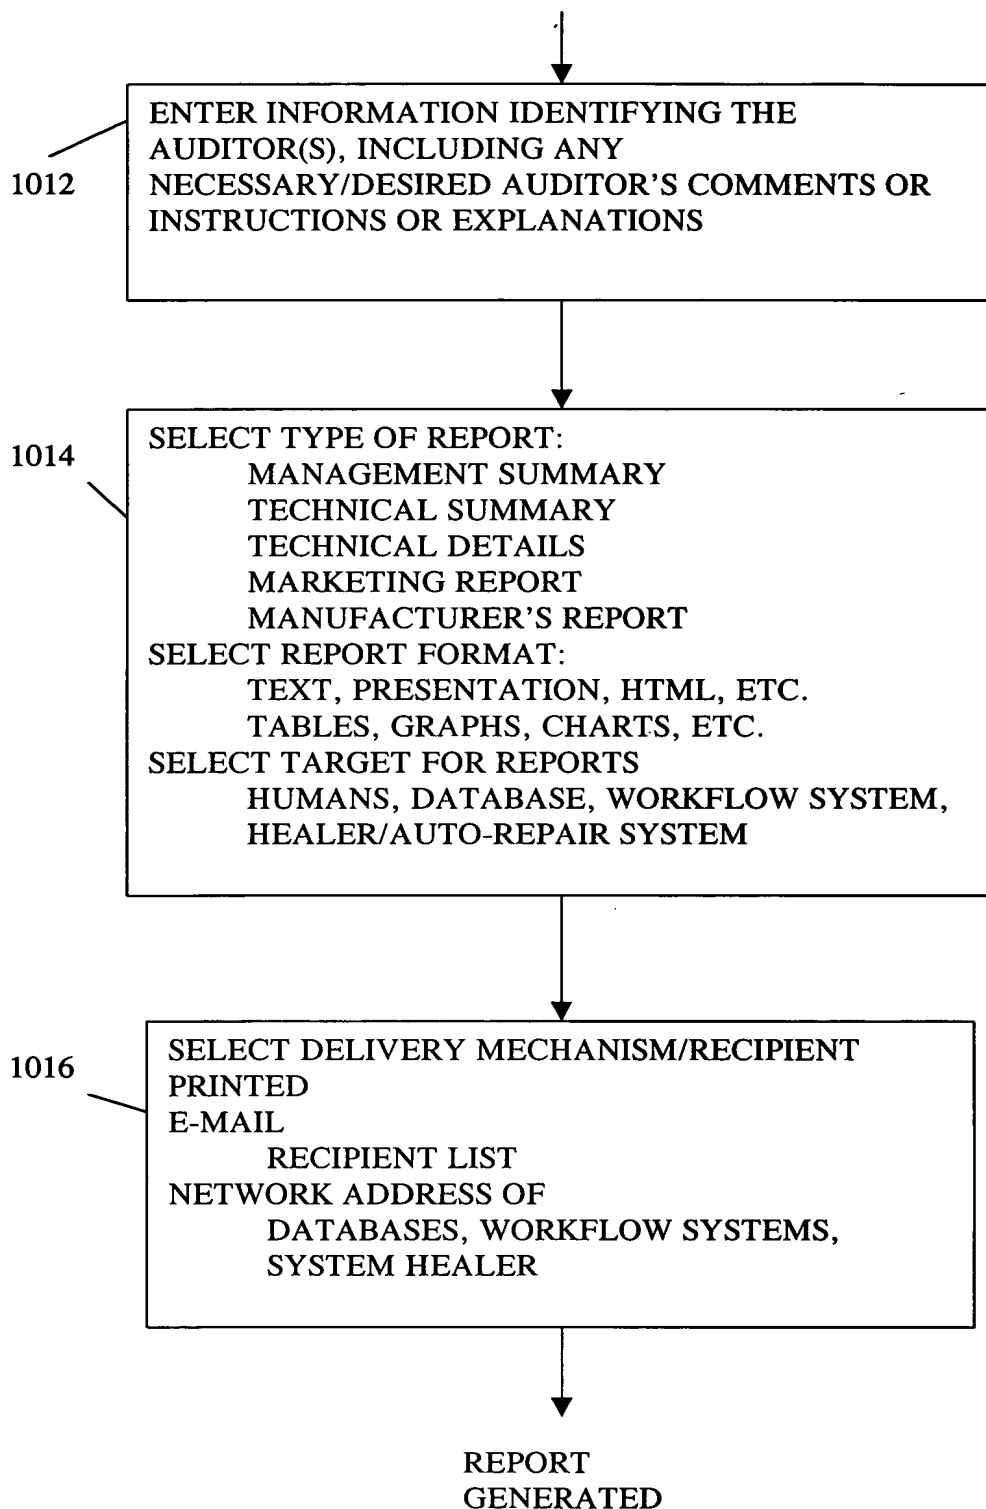 ENTER INFORMATION IDENTIFYING THE
AUDITOR(S), INCLUDING ANY
NECESSARY/DESIRED AUDITOR'S COMMENTS OR
INSTRUCTIONS OR EXPLANATIONS
1012
SELECT TYPE OF REPORT:
MANAGEMENT SUMMARY
TECHNICAL SUMMARY
TECHNICAL DETAILS
MARKETING REPORT
MANUFACTURER'S REPORT
SELECT REPORT FORMAT:
TEXT, PRESENTATION, HTML, ETC.
TABLES, GRAPHS, CHARTS, ETC.
SELECT TARGET FOR REPORTS
HUMANS, DATABASE, WORKFLOW SYSTEM,
HEALER/AUTO-REPAIR SYSTEM
1014
SELECT DELIVERY MECHANISM/RECIPIENT
PRINTED
E-MAIL
RECIPIENT LIST
NETWORK ADDRESS OF
DATABASES, WORKFLOW SYSTEMS,
SYSTEM HEALER
1016
REPORT
GENERATED